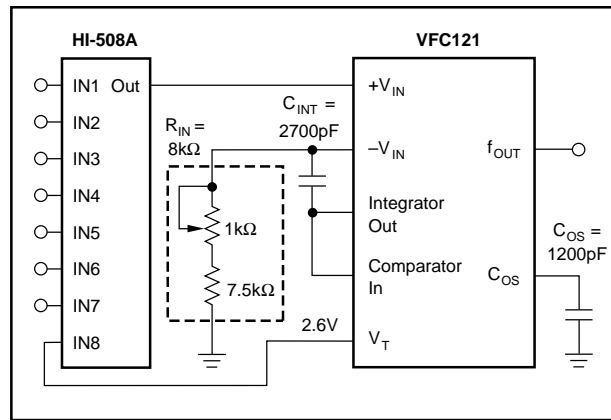 HI-508A
VFC121
IN1 Out
IN2
IN3
IN4
IN5
IN6
IN7
IN8
R_IN =
8kΩ
1kΩ
7.5kΩ
C_INT =
2700pF
2.6V
+V_IN
–V_IN
Integrator
Out
Comparator
In
V_T
f_OUT
C_OS
C_OS =
1200pF